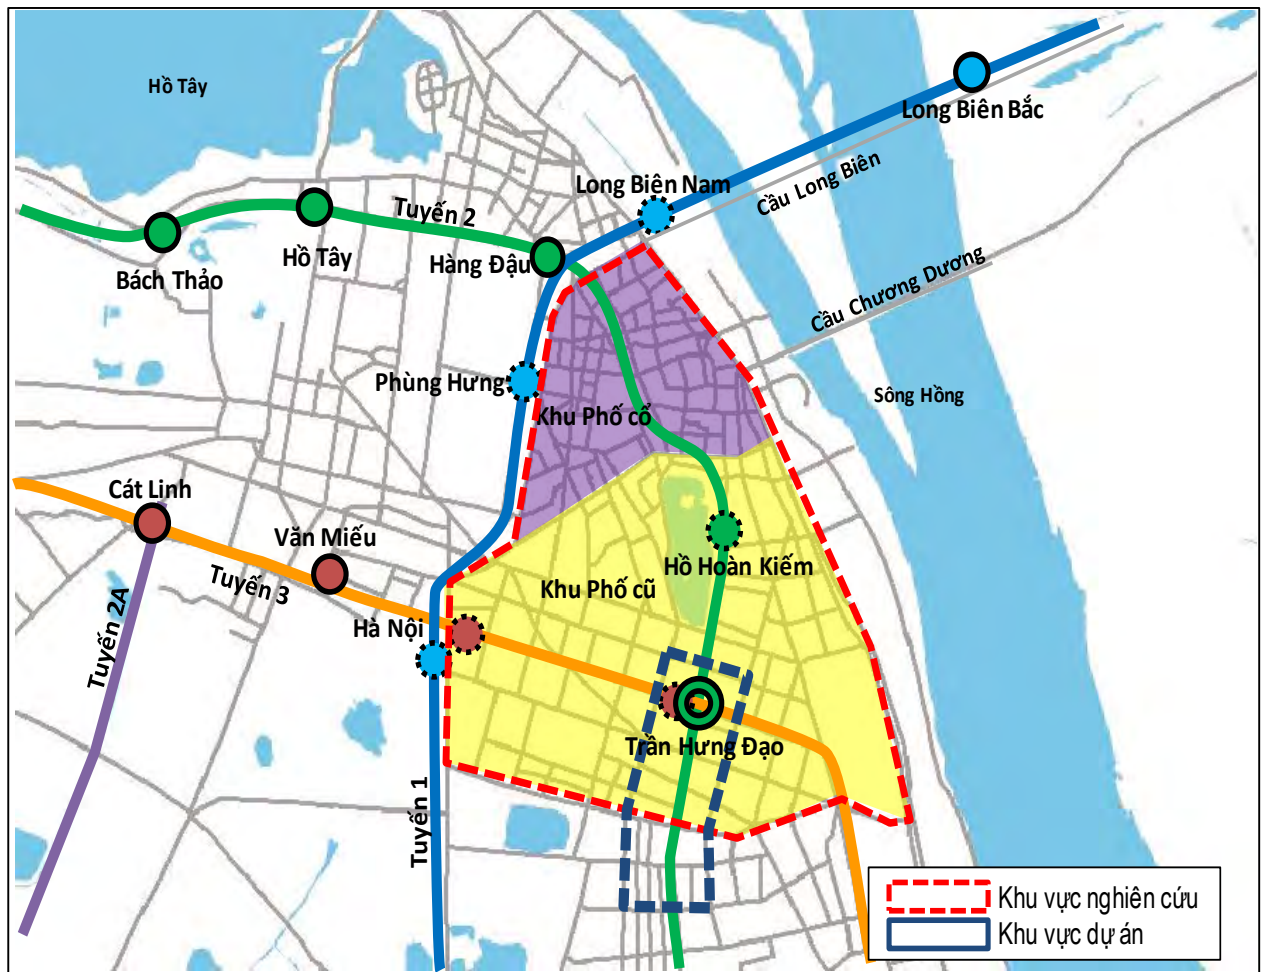 Hồ Tây
Long Biên Bắc
Cầu Long Biên
Long Biên Nam
Tuyến 2
Hồ Tây
Hàng Đậu
Bách Thảo
Cầu Chương Dương
Phùng Hưng
Sông Hồng
Khu Phố cổ
Cát Linh
Văn Miếu
Hồ Hoàn Kiếm
Tuyến 3
Khu Phố cũ
Tuyến 2A
Hà Nội
Trần Hưng Đạo
Tuyến 1
Khu vực nghiên cứu
Khu vực dự án